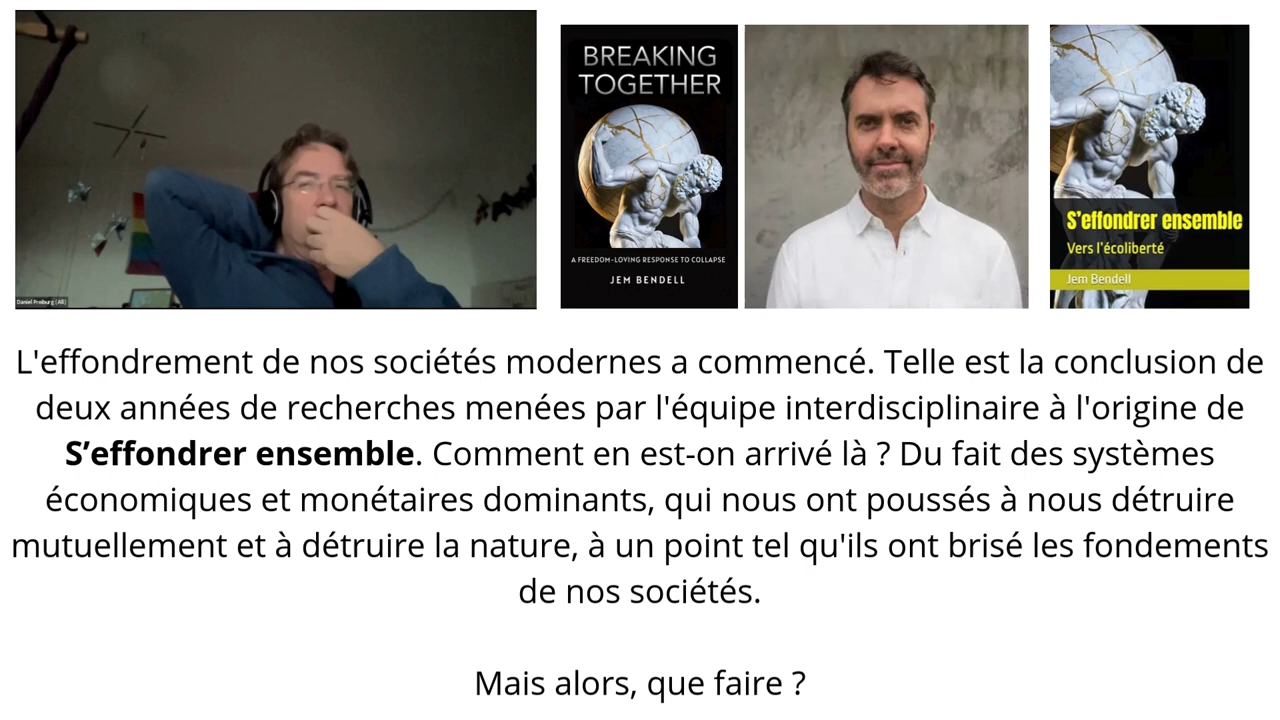 BREAKING
TOGETHER
A FREEDOM-LOVING RESPONSE TO COLLAPSE
JEM BENDELL
S'effondrer ensemble
Vers l'écoliberté
Jem Bendell
Daniel Freiburg (AB)
L'effondrement de nos sociétés modernes a commencé. Telle est la conclusion de
deux années de recherches menées par l'équipe interdisciplinaire à l'origine de
S’effondrer ensemble. Comment en est-on arrivé là ? Du fait des systèmes
économiques et monétaires dominants, qui nous ont poussés à nous détruire
mutuellement et à détruire la nature, à un point tel qu'ils ont brisé les fondements
de nos sociétés.
Mais alors, que faire ?